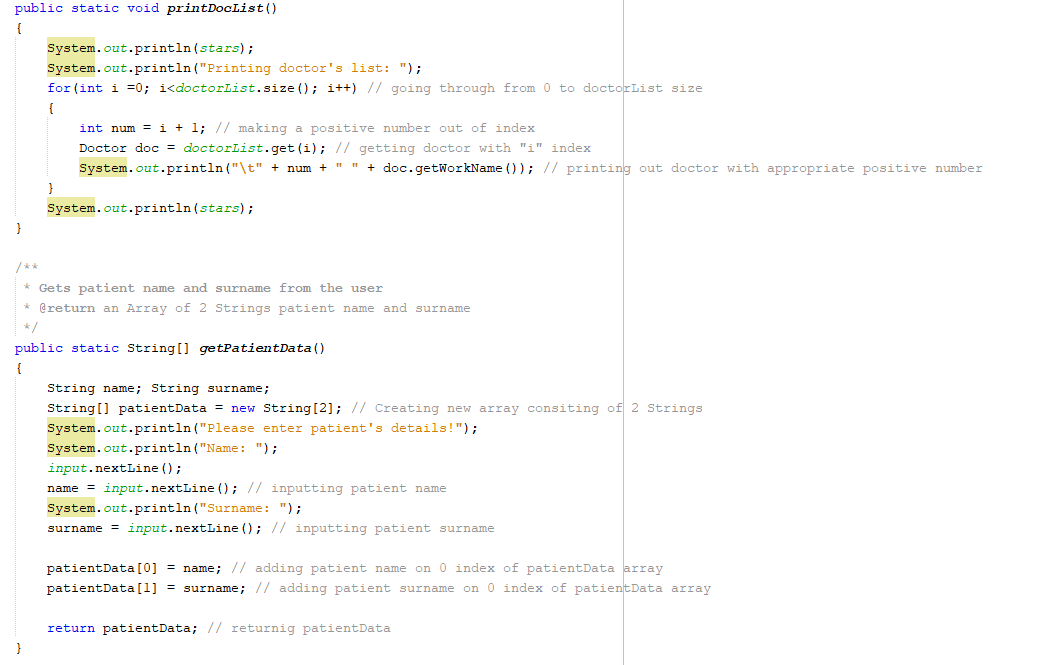 public static void printDocList()
{
    System.out.println(stars);
    System.out.println("Printing doctor's list: ");
    for(int i =0; i<doctorList.size(); i++) // going through from 0 to doctorList size
    {
        int num = i + 1; // making a positive number out of index
        Doctor doc = doctorList.get(i); // getting doctor with "i" index
        System.out.println("\t" + num + " " + doc.getWorkName()); // printing out doctor with appropriate positive number
    }
    System.out.println(stars);
}

/**
 * Gets patient name and surname from the user
 * @return an Array of 2 Strings patient name and surname
 */
public static String[] getPatientData()
{
    String name; String surname;
    String[] patientData = new String[2]; // Creating new array consiting of 2 Strings
    System.out.println("Please enter patient's details!");
    System.out.println("Name: ");
    input.nextLine();
    name = input.nextLine(); // inputting patient name
    System.out.println("Surname: ");
    surname = input.nextLine(); // inputting patient surname

    patientData[0] = name; // adding patient name on 0 index of patientData array
    patientData[1] = surname; // adding patient surname on 0 index of patientData array

    return patientData; // returnig patientData
}